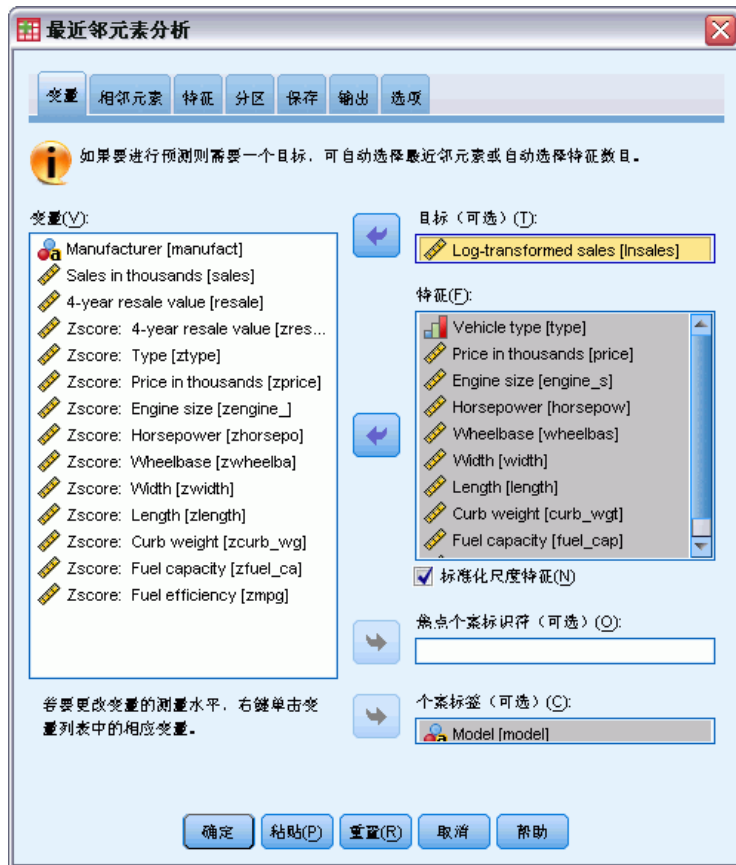 最近邻元素分析
变量 相邻元素 特征 分区 保存 输出 选项
如果要进行预测则需要一个目标，可自动选择最近邻元素或自动选择特征数目。
变量(V):
Manufacturer [manufact]
Sales in thousands [sales]
4-year resale value [resale]
Zscore: 4-year resale value [zres...
Zscore: Type [ztype]
Zscore: Price in thousands [zprice]
Zscore: Engine size [zengine_]
Zscore: Horsepower [zhorsepo]
Zscore: Wheelbase [zwheelba]
Zscore: Width [zwidth]
Zscore: Length [zlength]
Zscore: Curb weight [zcurb_wg]
Zscore: Fuel capacity [zfuel_ca]
Zscore: Fuel efficiency [zmpg]
若要更改变量的测量水平，右键单击变
量列表中的相应变量。
目标（可选）(T):
Log-transformed sales [lnsales]
特征(F):
Vehicle type [type]
Price in thousands [price]
Engine size [engine_s]
Horsepower [horsepow]
Wheelbase [wheelbas]
Width [width]
Length [length]
Curb weight [curb_wgt]
Fuel capacity [fuel_cap]
标准化尺度特征(N)
焦点个案标识符（可选）(O):
个案标签（可选）(C):
Model [model]
确定 粘贴(P) 重置(R) 取消 帮助